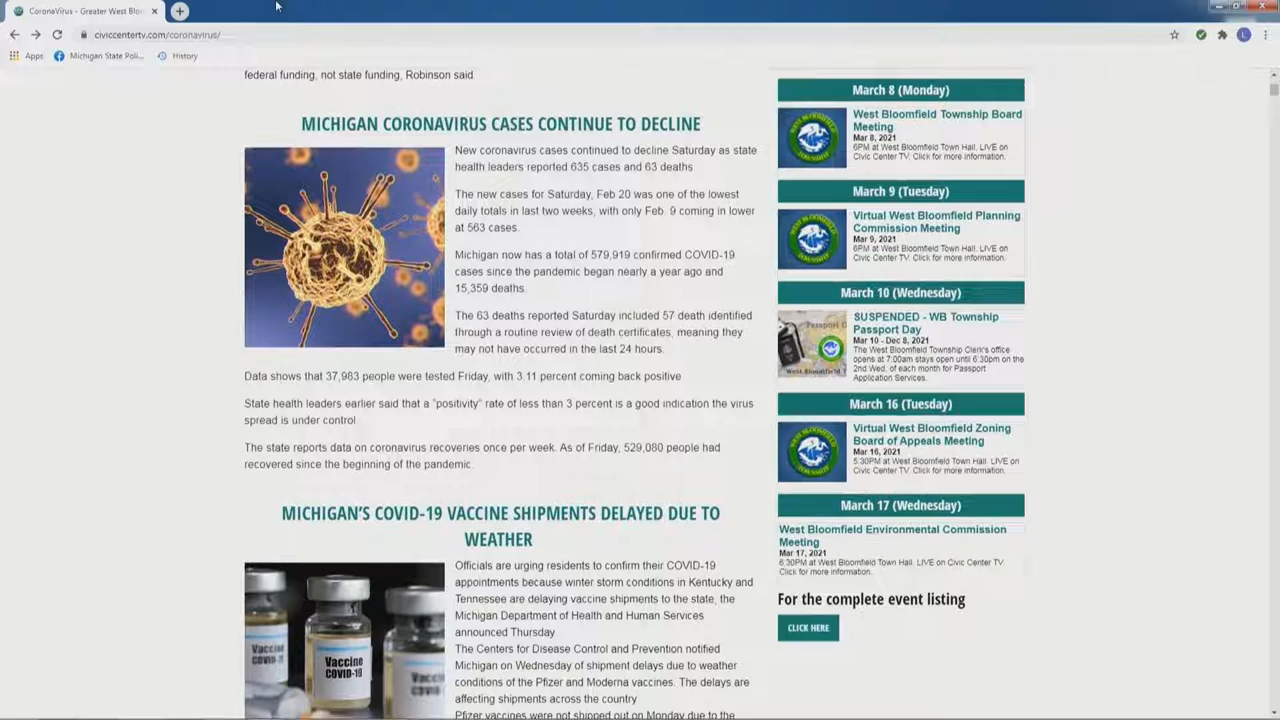 CoronaVirus - Greater West Bloo
civiccentertv.com/coronavirus/
Apps
Michigan State Poli...
History
federal funding, not state funding, Robinson said
MICHIGAN CORONAVIRUS CASES CONTINUE TO DECLINE
New coronavirus cases continued to decline Saturday as state
health leaders reported 635 cases and 63 deaths
The new cases for Saturday, Feb 20 was one of the lowest
daily totals in last two weeks, with only Feb. 9 coming in lower
at 563 cases.
Michigan now has a total of 579,919 confirmed COVID-19
cases since the pandemic began nearly a year ago and
15,359 deaths.
The 63 deaths reported Saturday included 57 death identified
through a routine review of death certificates, meaning they
may not have occurred in the last 24 hours.
Data shows that 37,983 people were tested Friday, with 3.11 percent coming back positive
State health leaders earlier said that a "positivity" rate of less than 3 percent is a good indication the virus
spread is under control
The state reports data on coronavirus recoveries once per week. As of Friday, 529,080 people had
recovered since the beginning of the pandemic.
MICHIGAN'S COVID-19 VACCINE SHIPMENTS DELAYED DUE TO
WEATHER
Vaccine
COVID-19
Officials are urging residents to confirm their COVID-19
appointments because winter storm conditions in Kentucky and
Tennessee are delaying vaccine shipments to the state, the
Michigan Department of Health and Human Services
announced Thursday
The Centers for Disease Control and Prevention notified
Michigan on Wednesday of shipment delays due to weather
conditions of the Pfizer and Moderna vaccines. The delays are
affecting shipments across the country
Pfizer vaccines were not shipped out on Monday due to the
March 8 (Monday)
West Bloomfield Township Board
Meeting
Mar 8, 2021
6PM at West Bloomfield Town Hall. LIVE on
Civic Center TV. Click for more information.
March 9 (Tuesday)
Virtual West Bloomfield Planning
Commission Meeting
Mar 9, 2021
6PM at West Bloomfield Town Hall. LIVE on
Civic Center TV. Click for more information.
March 10 (Wednesday)
SUSPENDED - WB Township
Passport Day
Mar 10 - Dec 8, 2021
The West Bloomfield Township Clerk's office
opens at 7:00am stays open until 6:30pm on the
2nd Wed. of each month for Passport
Application Services.
March 16 (Tuesday)
Virtual West Bloomfield Zoning
Board of Appeals Meeting
Mar 16, 2021
5:30PM at West Bloomfield Town Hall. LIVE on
Civic Center TV. Click for more information.
March 17 (Wednesday)
West Bloomfield Environmental Commission
Meeting
Mar 17, 2021
6:30PM at West Bloomfield Town Hall. LIVE on Civic Center TV.
Click for more information.
For the complete event listing
CLICK HERE